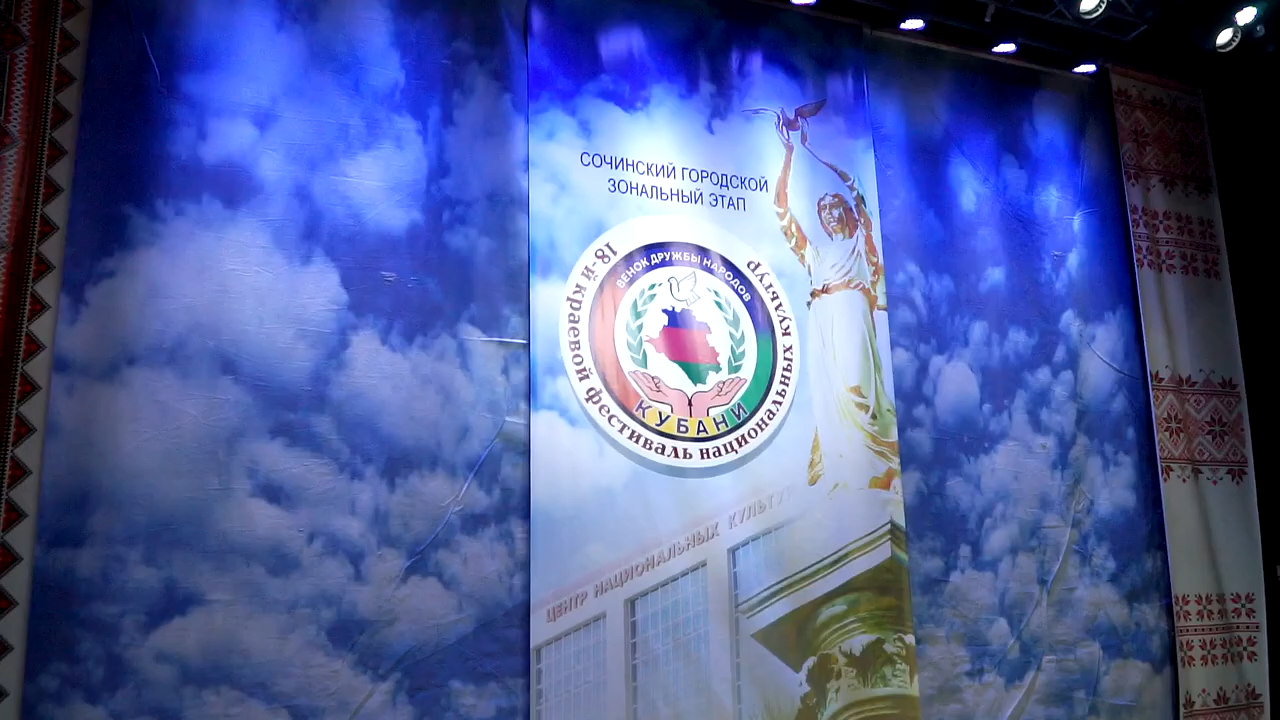 СОЧИНСКИЙ ГОРОДСКОЙ
ЗОНАЛЬНЫЙ ЭТАП
18-й краевой фестиваль национальных культур
ВЕНОК ДРУЖБЫ НАРОДОВ
КУБАНИ
ЦЕНТР НАЦИОНАЛЬНЫХ КУЛЬТУР